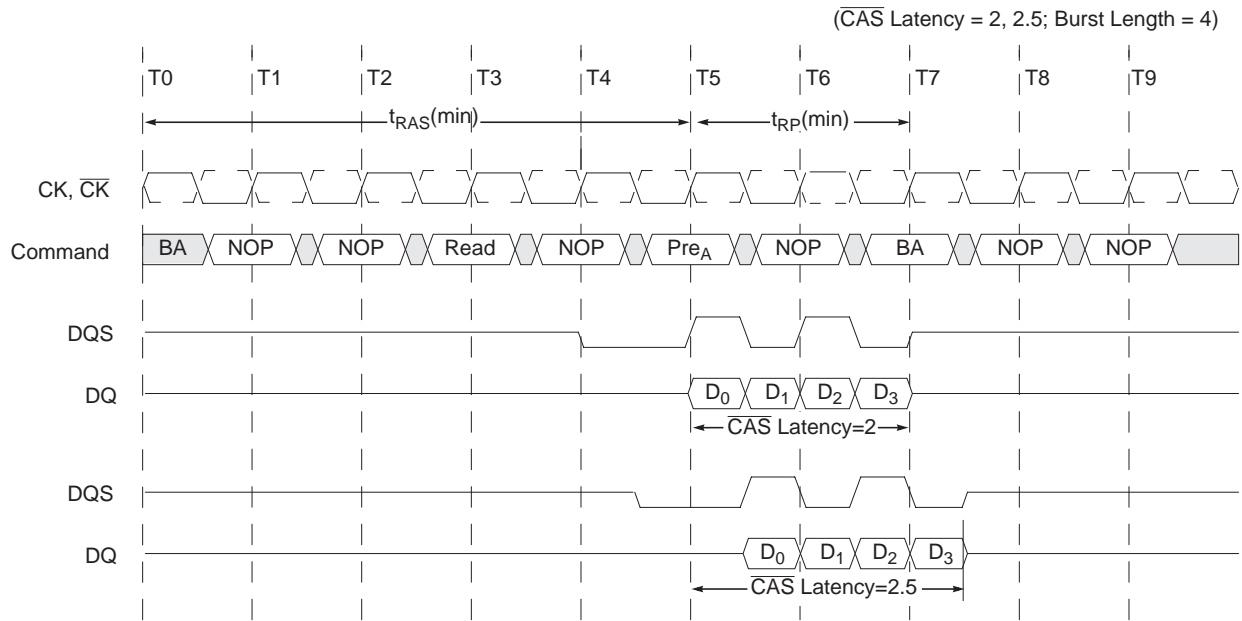 (CAS Latency = 2, 2.5; Burst Length = 4)
T0 T1 T2 T3 T4 T5 T6 T7 T8 T9
tRAS(min) tRP(min)
CK, CK
Command BA NOP NOP Read NOP PreA NOP BA NOP NOP
DQS
DQ D0 D1 D2 D3
CAS Latency=2
DQS
DQ D0 D1 D2 D3
CAS Latency=2.5